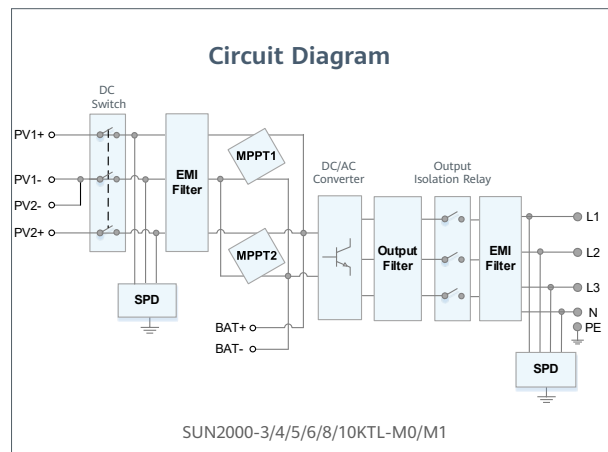 Circuit Diagram
DC
Switch
PV1+
PV1-
PV2-
PV2+
EMI
Filter
SPD
MPPT1
MPPT2
BAT+
BAT-
DC/AC
Converter
Output
Filter
Output
Isolation Relay
EMI
Filter
L1
L2
L3
N
PE
SPD
SUN2000-3/4/5/6/8/10KTL-M0/M1